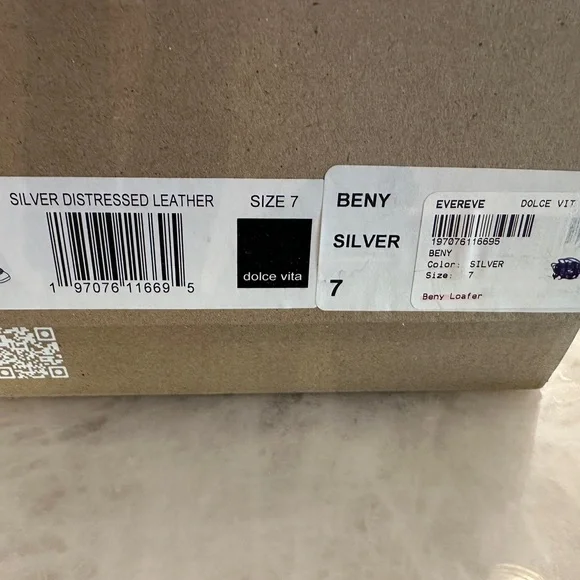 SILVER DISTRESSED LEATHER
SIZE 7
1 97076 11669 5
dolce vita
BENY
SILVER
7
EVEREVE DOLCE VIT
197076116695
BENY
Color: SILVER
Size: 7
Beny Loafer